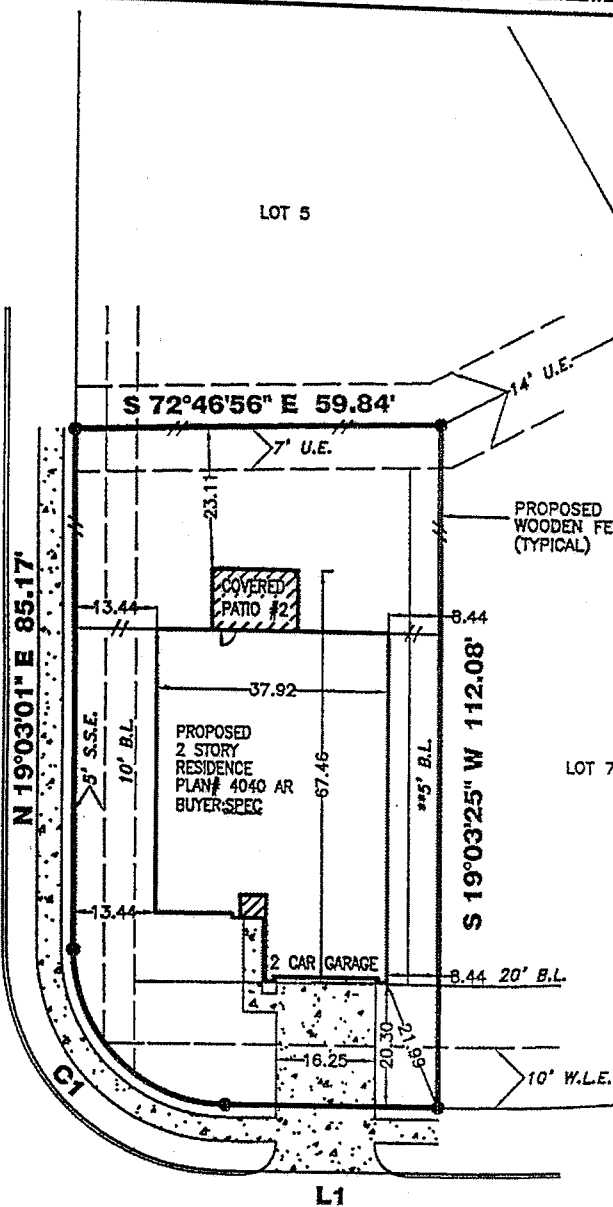 LOT 5
14' U.E.
S 72°46'56" E 59.84'
7' U.E.
23.11
PROPOSED
WOODEN FE
(TYPICAL)
COVERED
PATIO #2
13.44
8.44
N 19°03'01" E 85.17'
37.92
5' S.S.E.
10' B.L.
PROPOSED
2 STORY
RESIDENCE
PLAN# 4040 AR
BUYER:SPEC
67.46
**5' B.L.
S 19°03'25" W 112.08'
LOT 7
13.44
2 CAR GARAGE
8.44
20' B.L.
16.25
20.30
21.99
10' W.L.E.
C1
L1